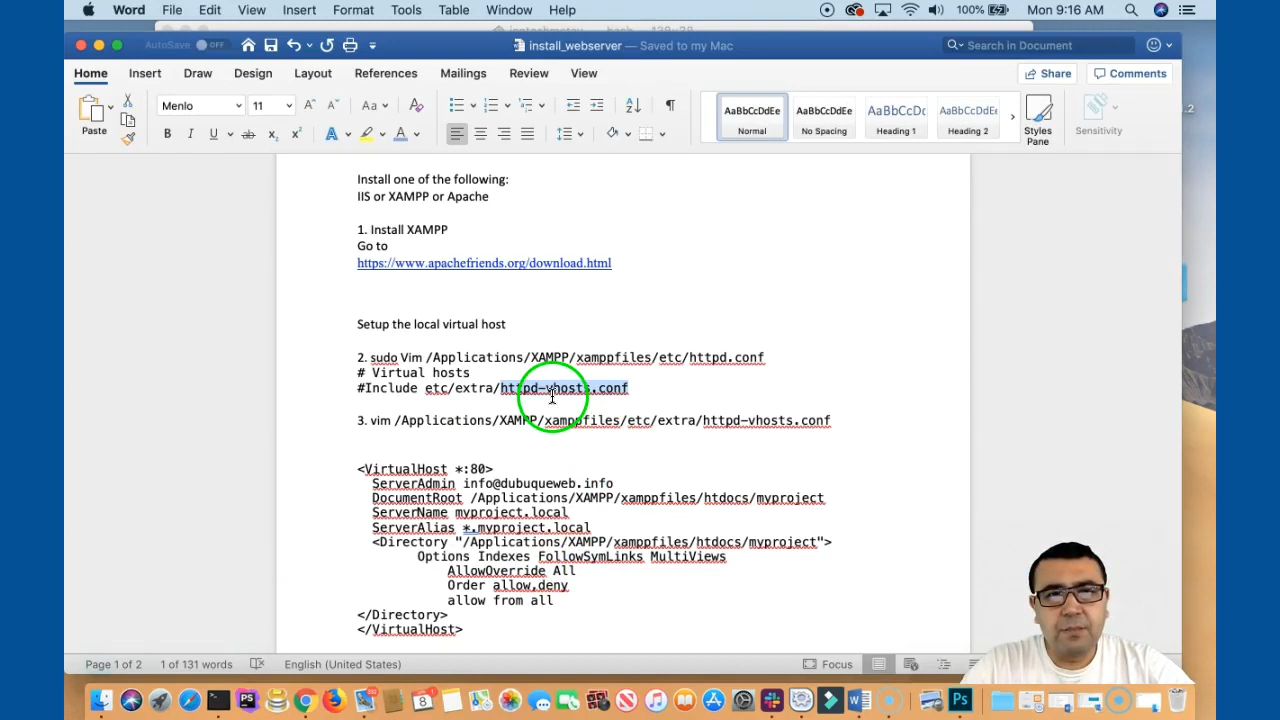 Word File Edit View Insert Format Tools Table Window Help 100% Mon 9:16 AM
AutoSave OFF install_webserver — Saved to my Mac Search in Document
Home Insert Draw Design Layout References Mailings Review View Share Comments
Menlo 11 Aa AaBbCcDdEe AaBbCcDdEe AaBbCcDc AaBbCcDdEe
Paste B I U ab x₂ x² A A Normal No Spacing Heading 1 Heading 2 Styles Pane Sensitivity
Install one of the following:
IIS or XAMPP or Apache
1. Install XAMPP
Go to
https://www.apachefriends.org/download.html
Setup the local virtual host
2. sudo Vim /Applications/XAMPP/xamppfiles/etc/httpd.conf
# Virtual hosts
#Include etc/extra/httpd-vhosts.conf
3. vim /Applications/XAMPP/xamppfiles/etc/extra/httpd-vhosts.conf
<VirtualHost *:80>
ServerAdmin info@dubuqueweb.info
DocumentRoot /Applications/XAMPP/xamppfiles/htdocs/myproject
ServerName myproject.local
ServerAlias *.myproject.local
<Directory "/Applications/XAMPP/xamppfiles/htdocs/myproject">
Options Indexes FollowSymLinks MultiViews
AllowOverride All
Order allow,deny
allow from all
</Directory>
</VirtualHost>
Page 1 of 2 1 of 131 words English (United States) Focus